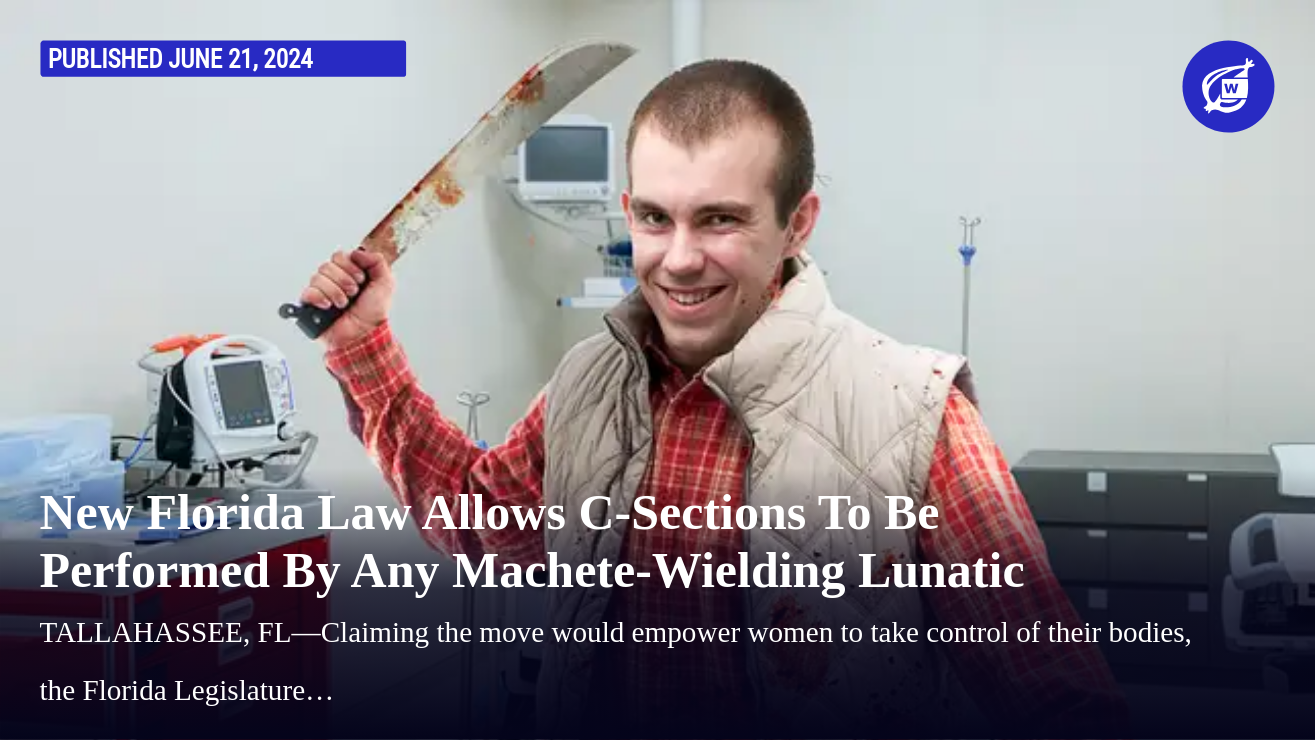 PUBLISHED JUNE 21, 2024
W
New Florida Law Allows C-Sections To Be
Performed By Any Machete-Wielding Lunatic
TALLAHASSEE, FL—Claiming the move would empower women to take control of their bodies,
the Florida Legislature…